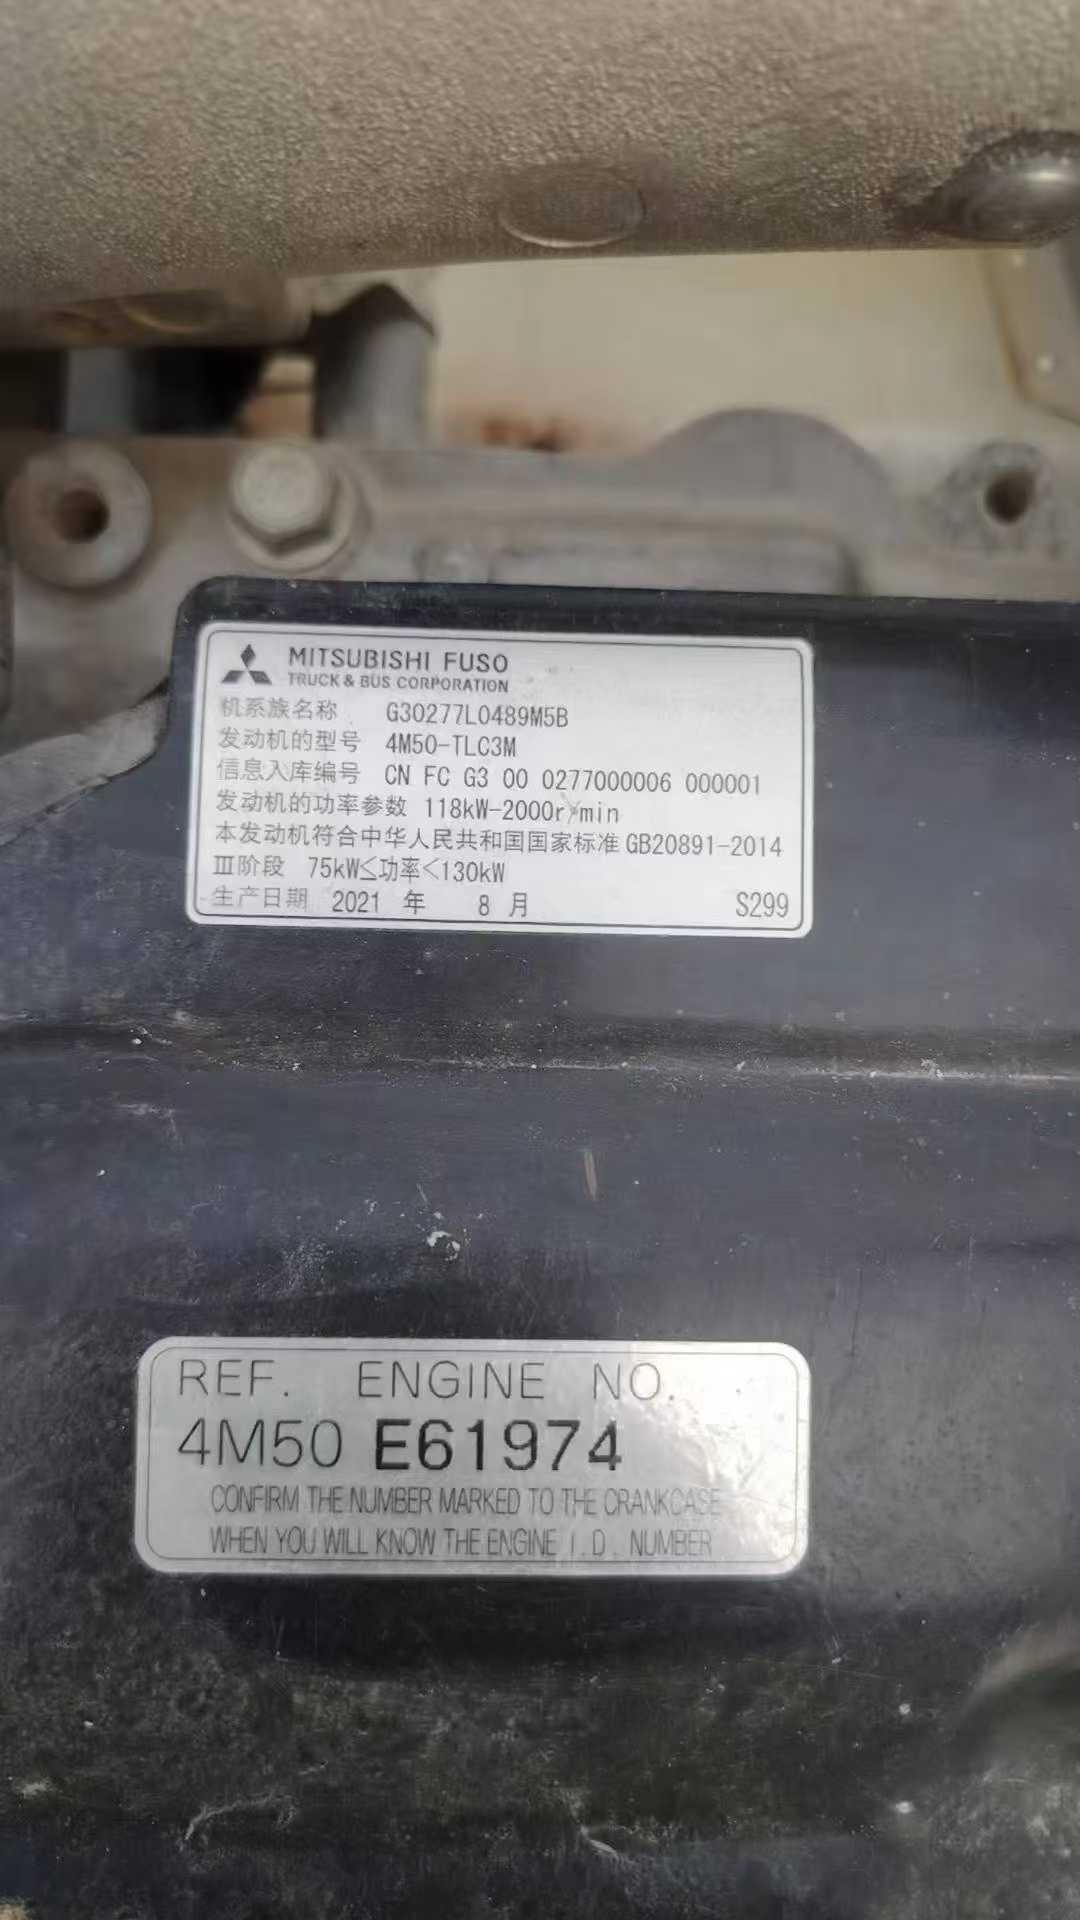 MITSUBISHI FUSO
TRUCK & BUS CORPORATION
机系族名称 G30277L0489M5B
发动机的型号 4M50-TLC3M
信息入库编号 CN FC G3 00 0277000006 000001
发动机的功率参数 118kW-2000r/min
本发动机符合中华人民共和国国家标准 GB20891-2014
Ⅲ阶段 75kW≤功率<130kW
生产日期 2021 年 8 月 S299
REF. ENGINE NO.
4M50 E61974
CONFIRM THE NUMBER MARKED TO THE CRANKCASE
WHEN YOU WILL KNOW THE ENGINE I.D. NUMBER